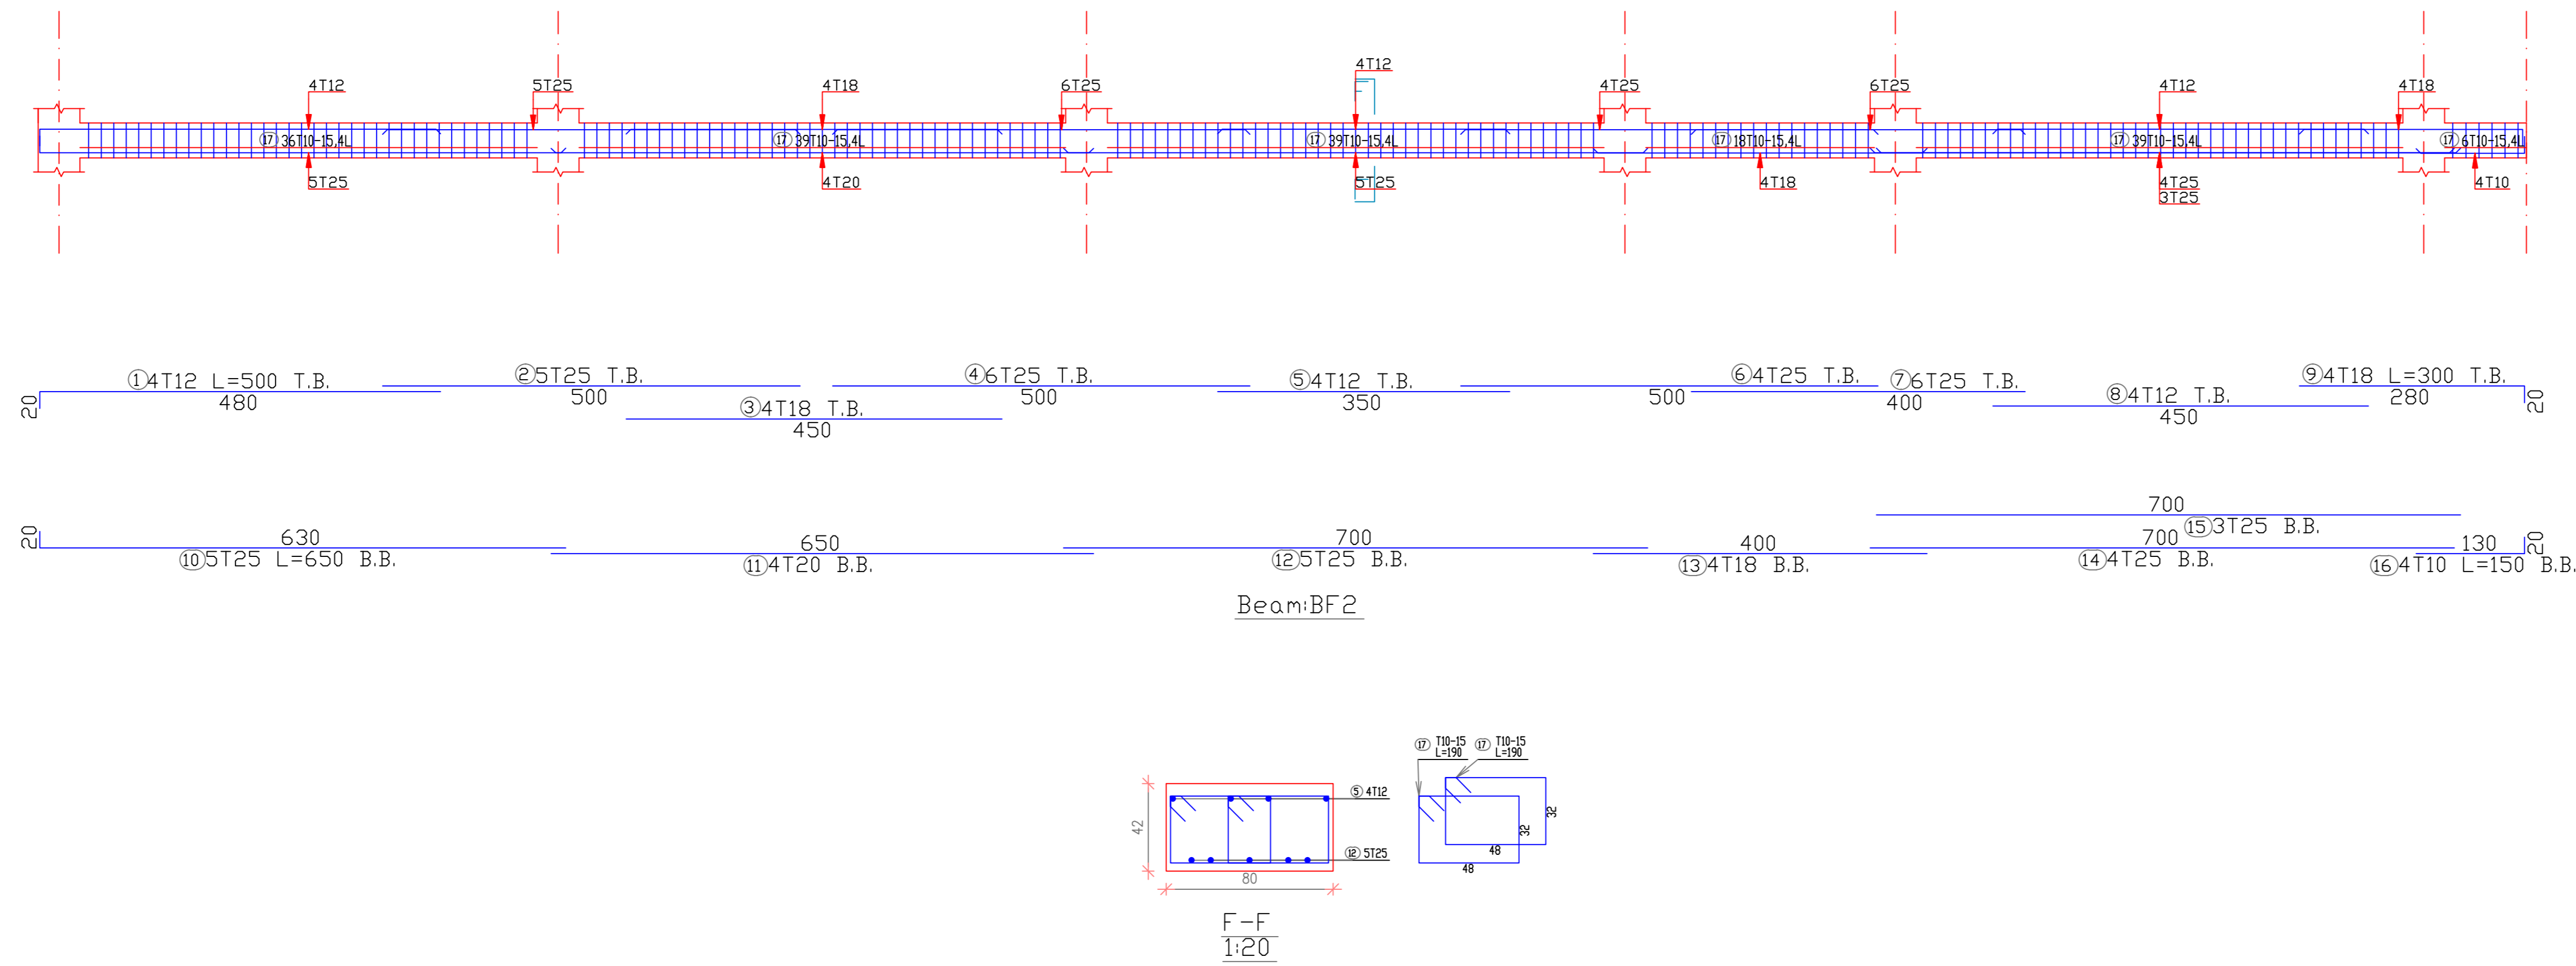 4T12
5T25
4T18
6T25
4T12
4T25
6T25
4T12
4T18
F
⑰ 36T10-15,4L
⑰ 39T10-15,4L
⑰ 39T10-15,4L
⑰ 18T10-15,4L
⑰ 39T10-15,4L
⑰ 6T10-15,4L
5T25
4T20
5T25
4T18
4T25
3T25
4T10
①4T12 L=500 T.B.
480
20
②5T25 T.B.
500
③4T18 T.B.
450
④6T25 T.B.
500
⑤4T12 T.B.
350
⑥4T25 T.B.
500
⑦6T25 T.B.
400
⑧4T12 T.B.
450
⑨4T18 L=300 T.B.
280
20
20
630
⑩5T25 L=650 B.B.
650
⑪4T20 B.B.
700
⑫5T25 B.B.
400
⑬4T18 B.B.
700
⑮3T25 B.B.
700
⑭4T25 B.B.
130
20
⑯4T10 L=150 B.B.
Beam:BF2
⑰ T10-15
L=190
⑰ T10-15
L=190
⑤ 4T12
⑫ 5T25
42
80
32
32
48
48
F-F
1:20